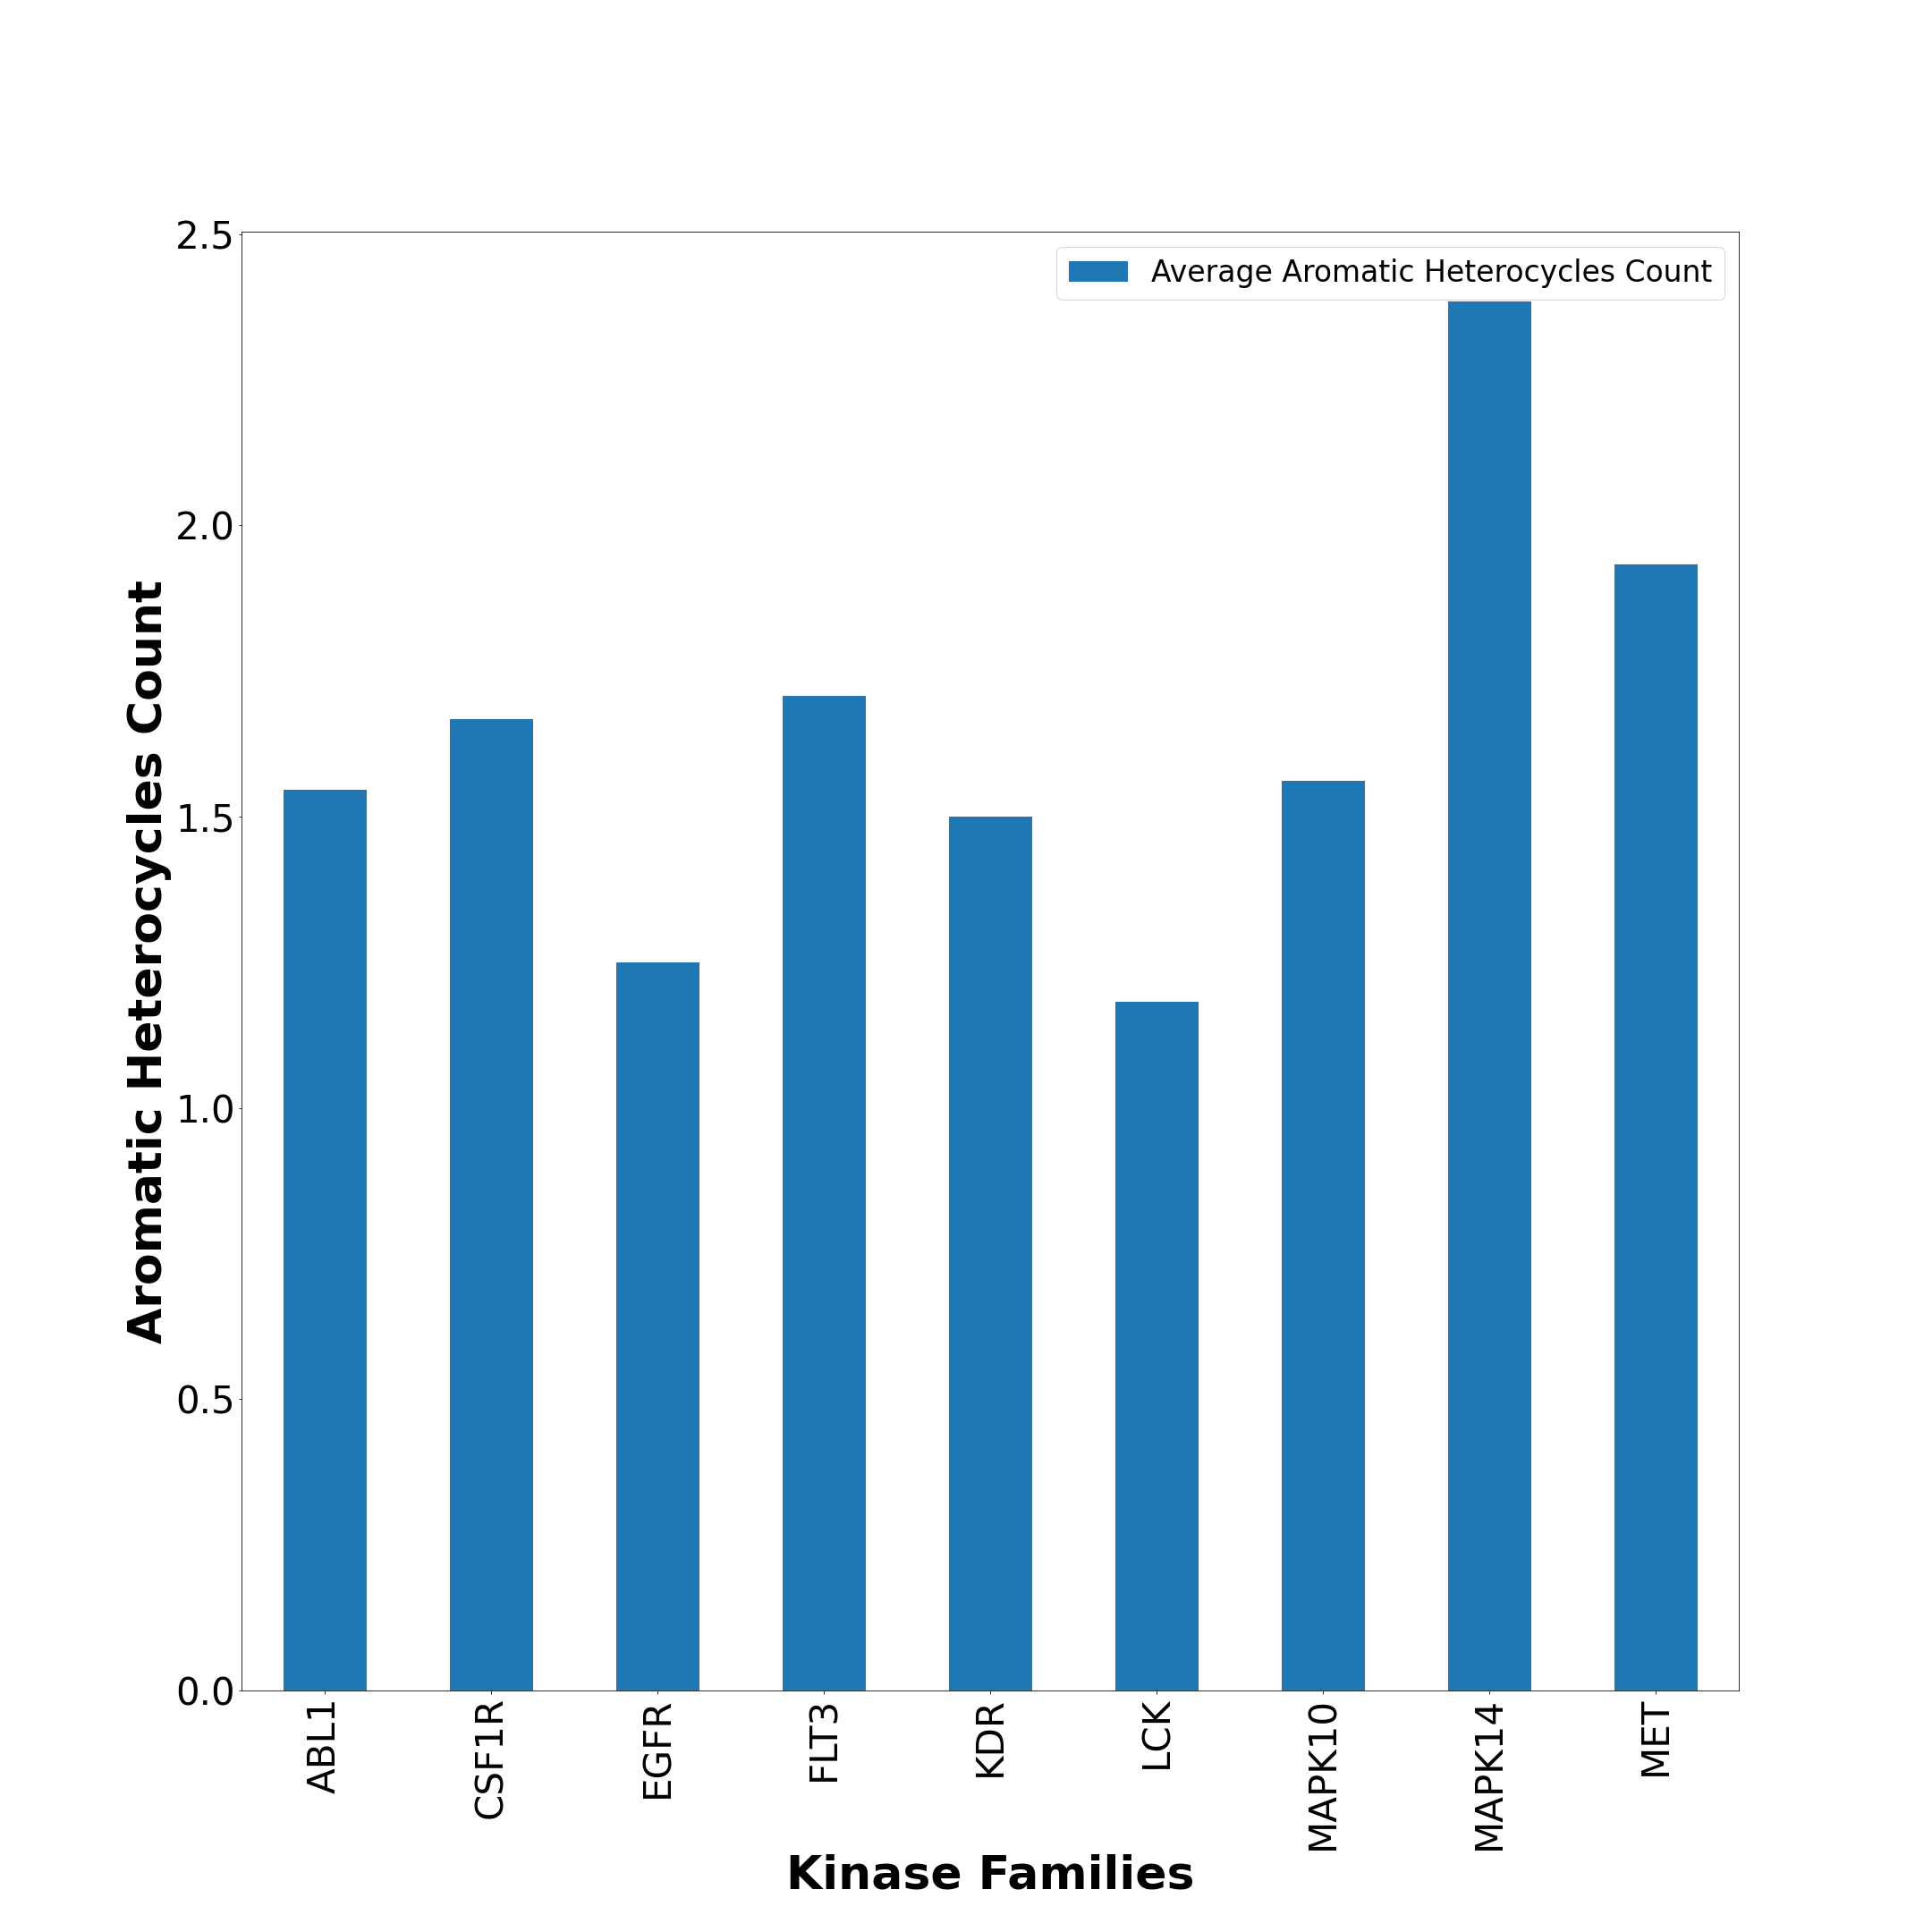 Average Aromatic Heterocycles Count
Aromatic Heterocycles Count
2.5
2.0
1.5
1.0
0.5
0.0
ABL1
CSF1R
EGFR
FLT3
KDR
LCK
MAPK10
MAPK14
MET
Kinase Families